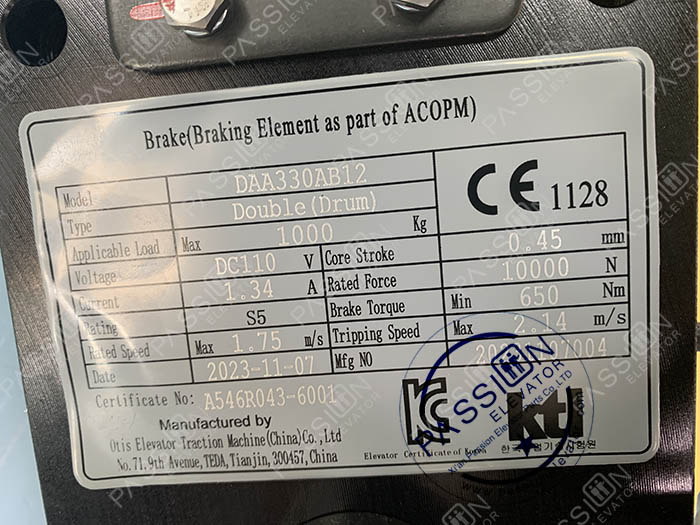 Brake(Braking Element as part of ACOPM)
Model DAA330AB12
Type Double(Drum)
Applicable Load Max 1000 Kg
CE 1128
Voltage DC110 V Core Stroke 0.45 mm
Current 1.34 A Rated Force 10000 N
Rating S5 Brake Torque Min 650 Nm
Rated Speed Max 1.75 m/s Tripping Speed Max 2.14 m/s
Date 2023-11-07 Mfg NO
Certificate No: A546R043-6001
Manufactured by
Otis Elevator Traction Machine(China)Co.,Ltd
No.71.9th Avenue,TEDA,Tianjin,300457,China
KC
ktl
Elevator Certificate of Korea
PASSION
ELEVATOR